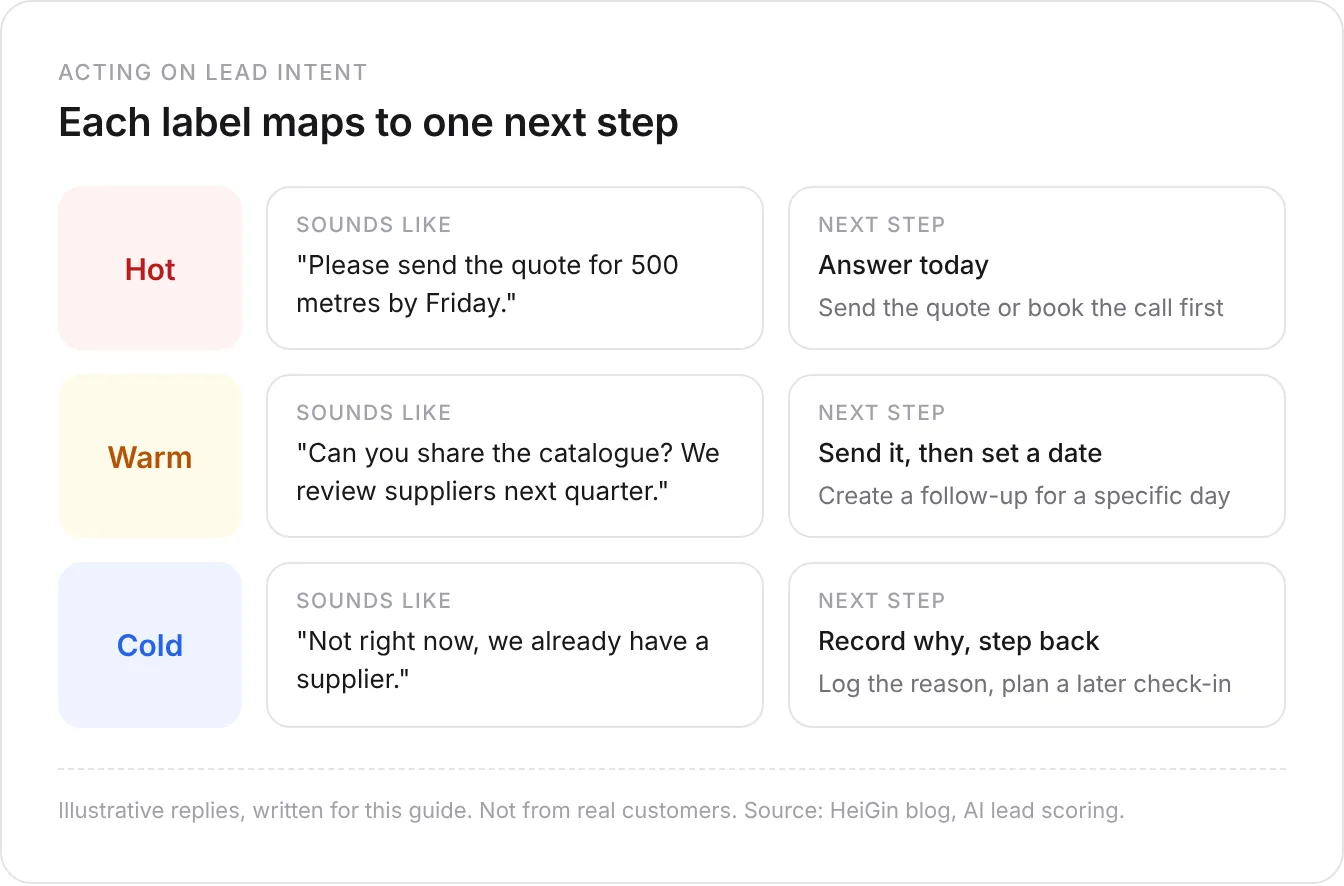 ACTING ON LEAD INTENT
Each label maps to one next step
Hot
SOUNDS LIKE
"Please send the quote for 500
metres by Friday."
NEXT STEP
Answer today
Send the quote or book the call first
Warm
SOUNDS LIKE
"Can you share the catalogue? We
review suppliers next quarter."
NEXT STEP
Send it, then set a date
Create a follow-up for a specific day
Cold
SOUNDS LIKE
"Not right now, we already have a
supplier."
NEXT STEP
Record why, step back
Log the reason, plan a later check-in
Illustrative replies, written for this guide. Not from real customers. Source: HeiGin blog, AI lead scoring.